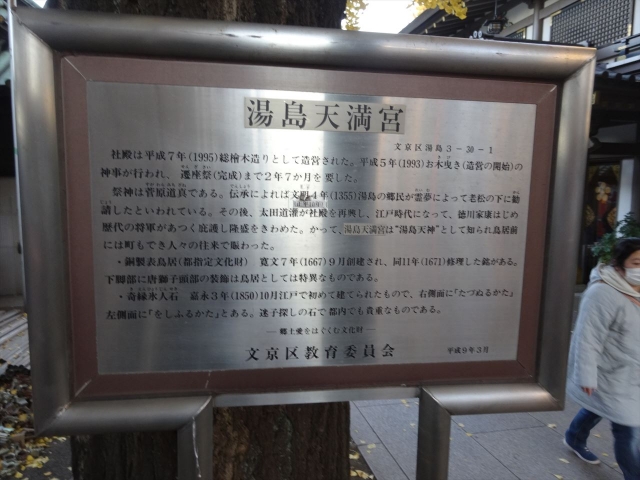 湯島天満宮
文京区湯島3-30-1
社殿は平成7年(1995)総檜木造りとして造営された。平成5年(1993)お木曳き(造営の開始)の
神事が行われ、遷座祭(完成)まで2年7か月を要した。
祭神は菅原道真である。伝承によれば文明4年(1355)湯島の郷民が霊夢によって老松の下に勧
請したといわれている。その後、太田道灌が社殿を再興し、江戸時代になって、徳川家康はじめ
歴代の将軍があつく庇護し隆盛をきわめた。かつて、湯島天満宮は“湯島天神”として知られ鳥居前
には町もでき人々の往来で賑わった。
・銅製表鳥居(都指定文化財) 寛文7年(1667)9月創建され、同11年(1671)修理した銘がある。
下脚部に唐獅子頭部の装飾は鳥居としては特異なものである。
・奇縁氷人石 嘉永3年(1850)10月江戸で初めて建てられたもので、右側面に「たづぬるかた」
左側面に「をしふるかた」とある。迷子探しの石で都内でも貴重なものである。
―郷土愛をはぐくむ文化財―
文京区教育委員会
平成9年3月